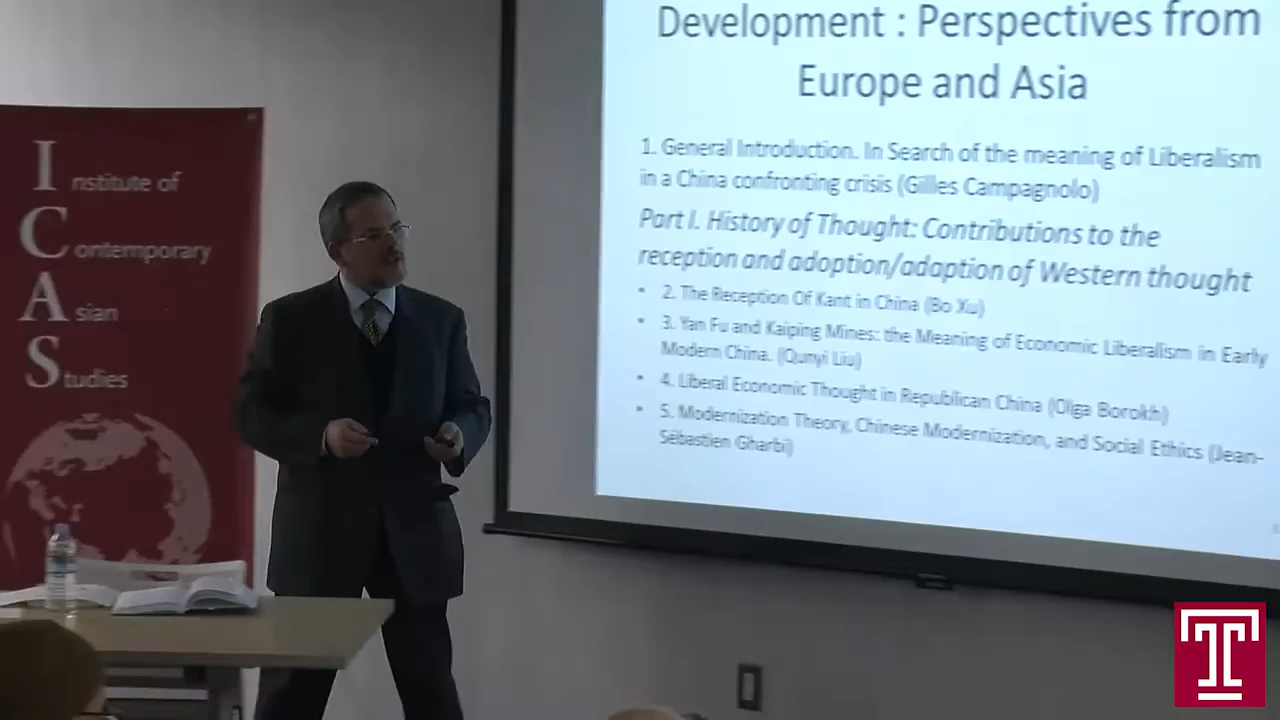 Institute of
Contemporary
Asian
Studies
Development : Perspectives from
Europe and Asia
1. General Introduction. In Search of the meaning of Liberalism
in a China confronting crisis (Gilles Campagnolo)
Part I. History of Thought: Contributions to the
reception and adoption/adaption of Western thought
• 2. The Reception Of Kant in China (Bo Xu)
• 3. Yan Fu and Kaiping Mines: the Meaning of Economic Liberalism in Early
Modern China. (Qunyi Liu)
• 4. Liberal Economic Thought in Republican China (Olga Borokh)
• 5. Modernization Theory, Chinese Modernization, and Social Ethics (Jean-
Sébastien Gharbi)
T